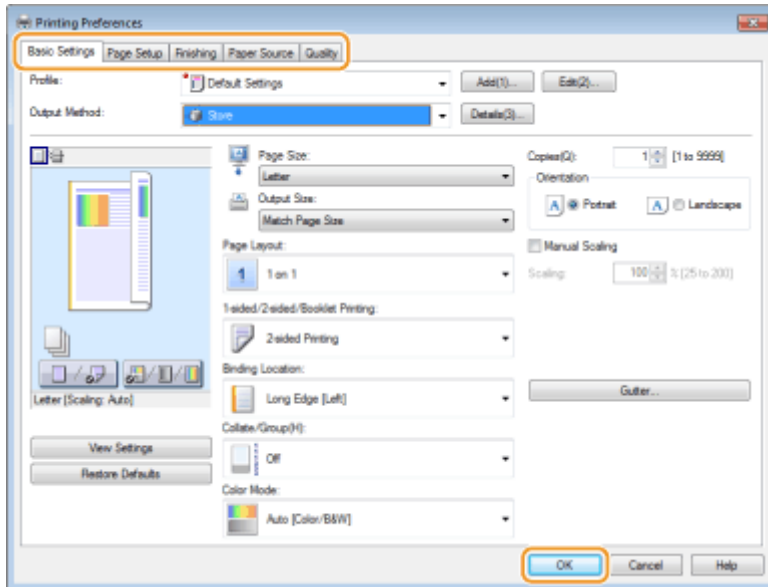 Printing Preferences
Basic Settings Page Setup Finishing Paper Source Quality
Profile: Default Settings Add(1)... Edit(2)...
Output Method: Store Details(3)...
Page Size:
Letter
Output Size:
Match Page Size
Page Layout:
1 1 on 1
1-sided/2-sided/Booklet Printing:
2-sided Printing
Binding Location:
Long Edge [Left]
Collate/Group(H):
Off
Color Mode:
Auto [Color/B&W]
Copies(Q): 1 [1 to 9999]
Orientation
A Portrait A Landscape
Manual Scaling
Scaling: 100 % [25 to 200]
Gutter...
Letter [Scaling: Auto]
View Settings
Restore Defaults
OK Cancel Help